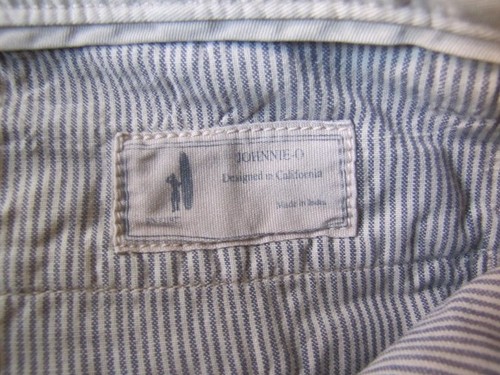 JOHNNIE-O
Designed in California
Made in India